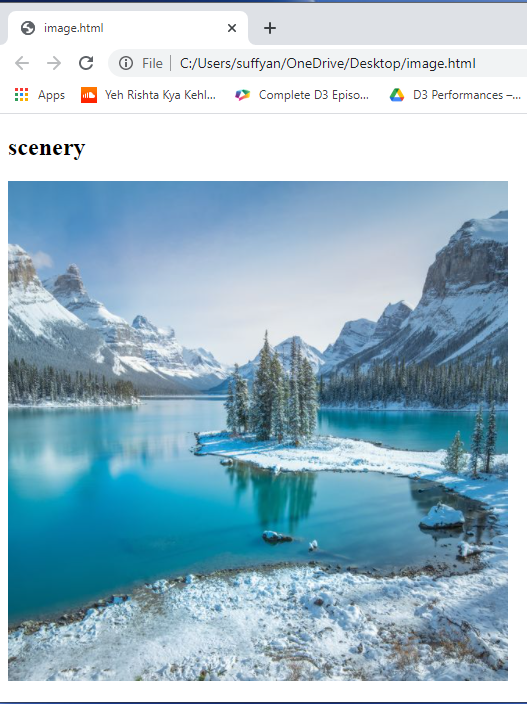 image.html
File C:/Users/suffyan/OneDrive/Desktop/image.html
Apps Yeh Rishta Kya Kehl... Complete D3 Episo... D3 Performances –...
scenery